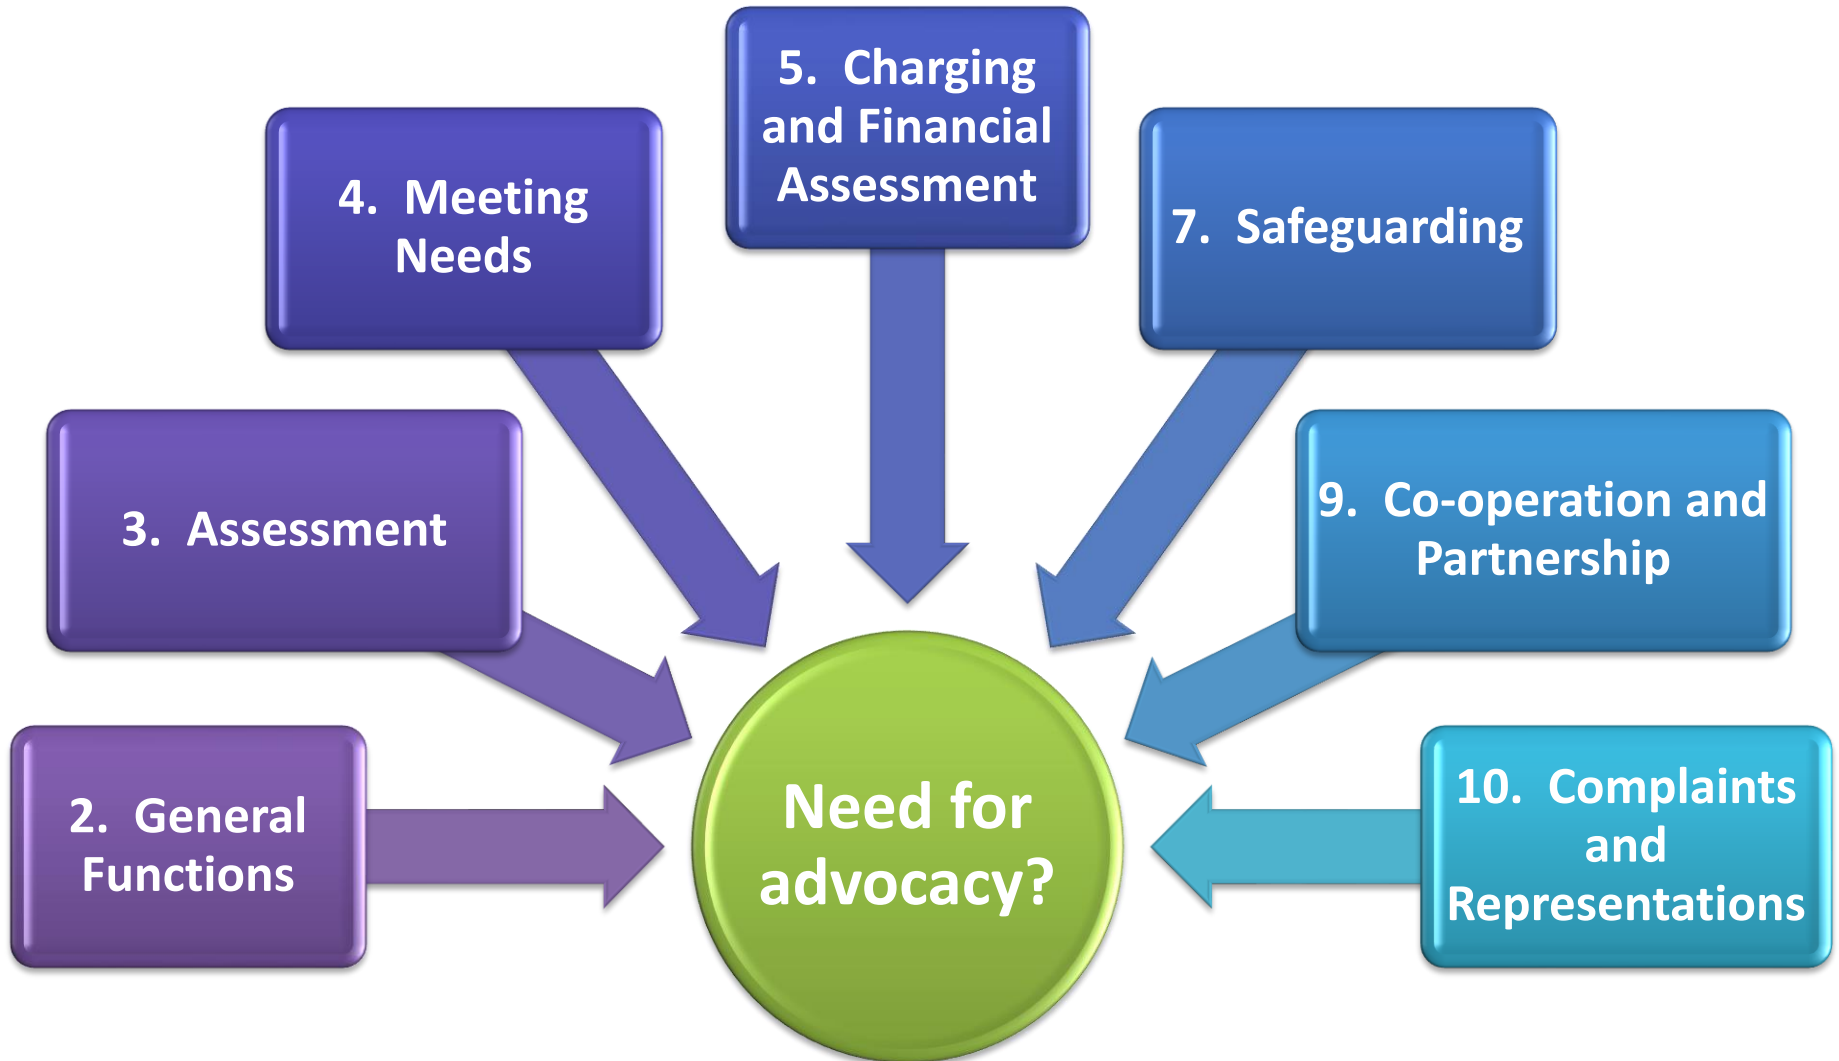 5.  Charging
and Financial
Assessment
4.  Meeting
Needs
7.  Safeguarding
3.  Assessment
9.  Co-operation and
Partnership
2.  General
Functions
Need for
advocacy?
10.  Complaints
and
Representations